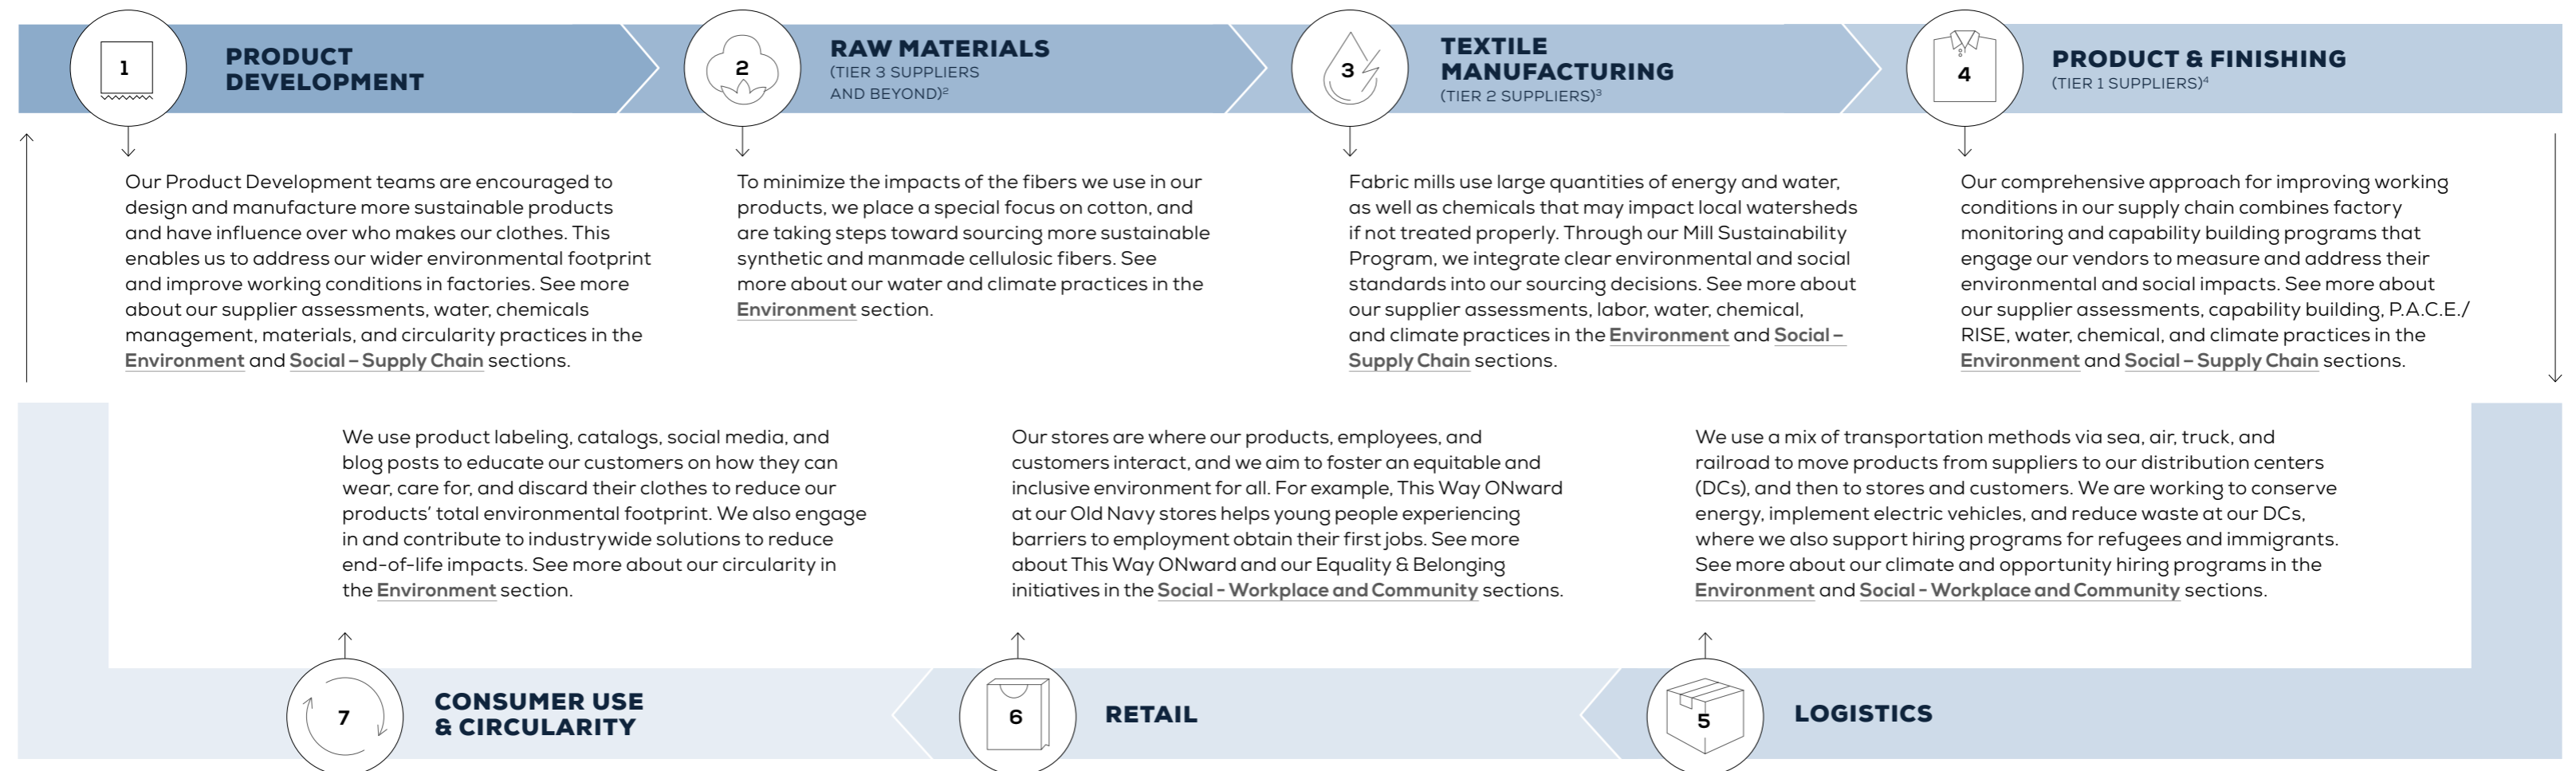 1
PRODUCT
DEVELOPMENT
Our Product Development teams are encouraged to
design and manufacture more sustainable products
and have influence over who makes our clothes. This
enables us to address our wider environmental footprint
and improve working conditions in factories. See more
about our supplier assessments, water, chemicals
management, materials, and circularity practices in the
Environment and Social – Supply Chain sections.
2
RAW MATERIALS
(TIER 3 SUPPLIERS
AND BEYOND)²
To minimize the impacts of the fibers we use in our
products, we place a special focus on cotton, and
are taking steps toward sourcing more sustainable
synthetic and manmade cellulosic fibers. See
more about our water and climate practices in the
Environment section.
3
TEXTILE
MANUFACTURING
(TIER 2 SUPPLIERS)³
Fabric mills use large quantities of energy and water,
as well as chemicals that may impact local watersheds
if not treated properly. Through our Mill Sustainability
Program, we integrate clear environmental and social
standards into our sourcing decisions. See more about
our supplier assessments, labor, water, chemical,
and climate practices in the Environment and Social –
Supply Chain sections.
4
PRODUCT & FINISHING
(TIER 1 SUPPLIERS)⁴
Our comprehensive approach for improving working
conditions in our supply chain combines factory
monitoring and capability building programs that
engage our vendors to measure and address their
environmental and social impacts. See more about
our supplier assessments, capability building, P.A.C.E./
RISE, water, chemical, and climate practices in the
Environment and Social – Supply Chain sections.
We use a mix of transportation methods via sea, air, truck, and
railroad to move products from suppliers to our distribution centers
(DCs), and then to stores and customers. We are working to conserve
energy, implement electric vehicles, and reduce waste at our DCs,
where we also support hiring programs for refugees and immigrants.
See more about our climate and opportunity hiring programs in the
Environment and Social - Workplace and Community sections.
5
LOGISTICS
Our stores are where our products, employees, and
customers interact, and we aim to foster an equitable and
inclusive environment for all. For example, This Way ONward
at our Old Navy stores helps young people experiencing
barriers to employment obtain their first jobs. See more
about This Way ONward and our Equality & Belonging
initiatives in the Social - Workplace and Community sections.
6
RETAIL
We use product labeling, catalogs, social media, and
blog posts to educate our customers on how they can
wear, care for, and discard their clothes to reduce our
products’ total environmental footprint. We also engage
in and contribute to industrywide solutions to reduce
end-of-life impacts. See more about our circularity in
the Environment section.
7
CONSUMER USE
& CIRCULARITY